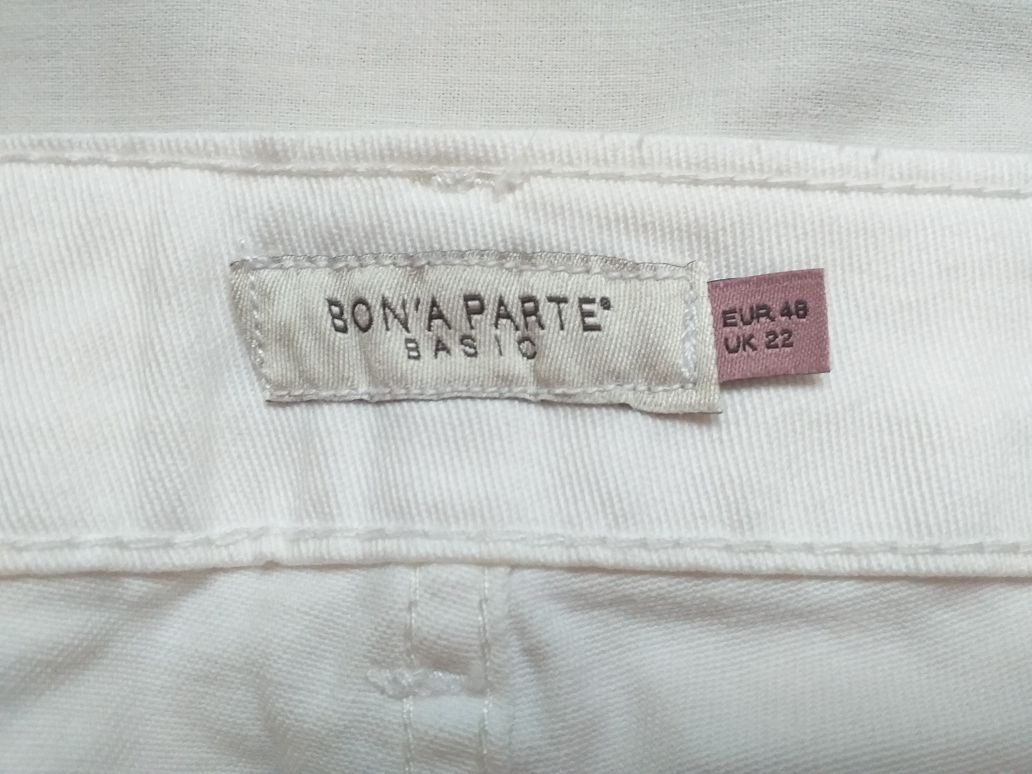 BON'A PARTE®
BASIC
EUR 48
UK 22